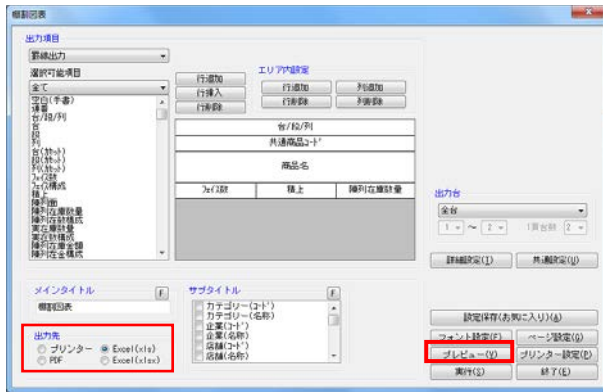 棚割図表
出力項目
罫線出力
選択可能項目
全て
空白(手書)
連番
台/段/列
台
段
列
台(ｶｯﾄ)
段(ｶｯﾄ)
列(ｶｯﾄ)
ﾌｪｲｽ数
ﾌｪｲｽ構成
積上
陳列面
陳列在庫数量
陳列在数構成
実在庫数量
実在数構成
陳列在庫金額
陳列在金構成
行追加
行挿入
行削除
エリア内設定
行追加
列追加
行削除
列削除
台/段/列
共通商品ｺｰﾄﾞ
商品名
ﾌｪｲｽ数
積上
陳列在庫数量
出力台
全台
1 ～ 2
1頁台数 2
詳細設定(T)
共通設定(U)
メインタイトル
F
棚割図表
サブタイトル
F
カテゴリー(ｺｰﾄﾞ)
カテゴリー(名称)
企業(ｺｰﾄﾞ)
企業(名称)
店舗(ｺｰﾄﾞ)
店舗(名称)
出力先
プリンター
Excel(xls)
PDF
Excel(xlsx)
設定保存(お気に入り)(A)
フォント設定(F)
ページ設定(G)
プレビュー(V)
プリンター設定(P)
実行(S)
終了(E)